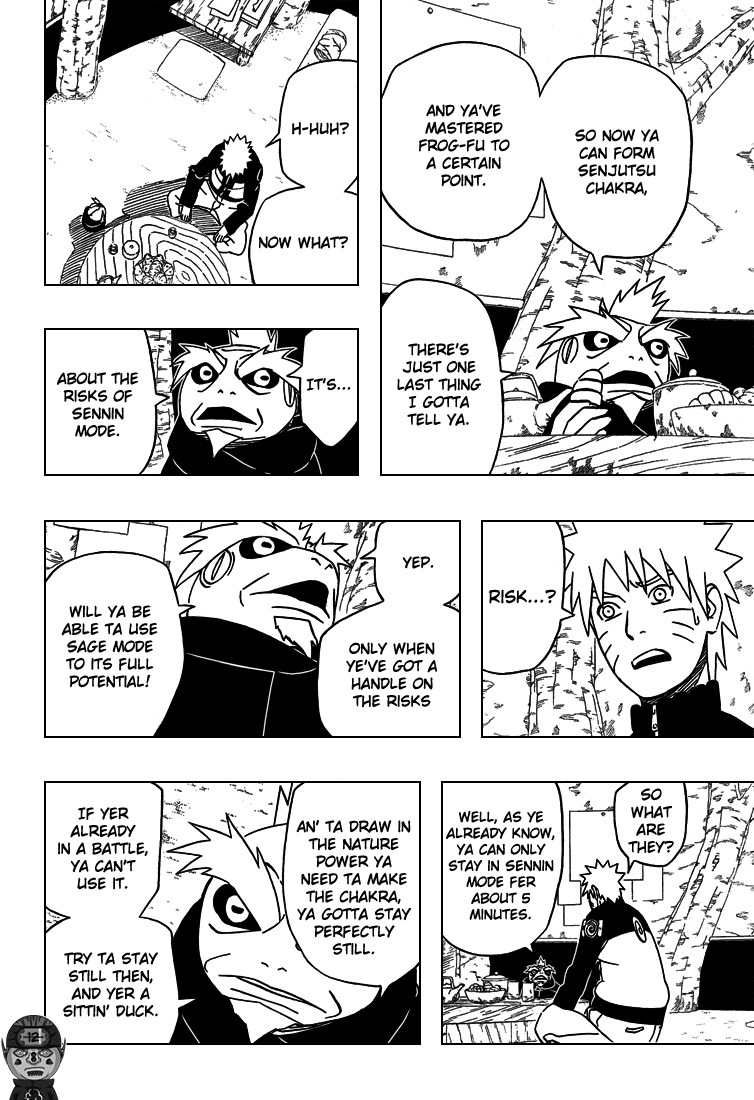 SO NOW YA
CAN FORM
SENJUTSU
CHAKRA,
AND YA'VE
MASTERED
FROG-FU TO
A CERTAIN
POINT.
THERE'S
JUST ONE
LAST THING
I GOTTA
TELL YA.
H-HUH?
NOW WHAT?
IT'S...
ABOUT THE
RISKS OF
SENNIN
MODE.
RISK...?
YEP.
ONLY WHEN
YE'VE GOT A
HANDLE ON
THE RISKS
WILL YA BE
ABLE TA USE
SAGE MODE
TO ITS FULL
POTENTIAL!
SO
WHAT
ARE
THEY?
WELL, AS YE
ALREADY KNOW,
YA CAN ONLY
STAY IN SENNIN
MODE FER
ABOUT 5
MINUTES.
AN' TA DRAW IN
THE NATURE
POWER YA
NEED TA MAKE
THE CHAKRA,
YA GOTTA STAY
PERFECTLY
STILL.
IF YER
ALREADY
IN A BATTLE,
YA CAN'T
USE IT.
TRY TA STAY
STILL THEN,
AND YER A
SITTIN' DUCK.
12